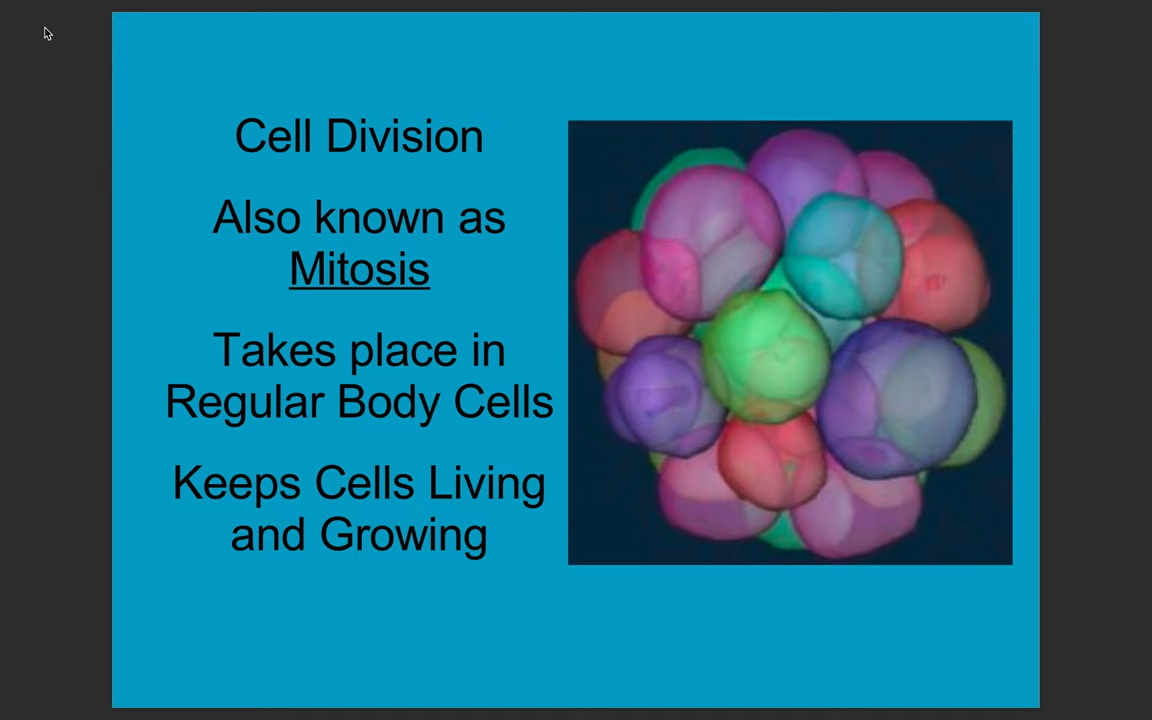 Cell Division
Also known as
Mitosis
Takes place in
Regular Body Cells
Keeps Cells Living
and Growing